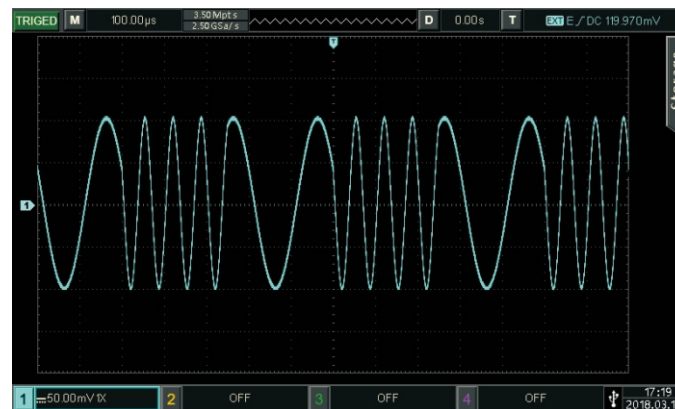 TRIGED M 100.00µs 3.50Mpts D 0.00s T EXT E DC 119.970mV
2.50GSa/s
T
Storage
1
1 50.00mV 1X 2 OFF 3 OFF 4 OFF 17:19
2018.03.1